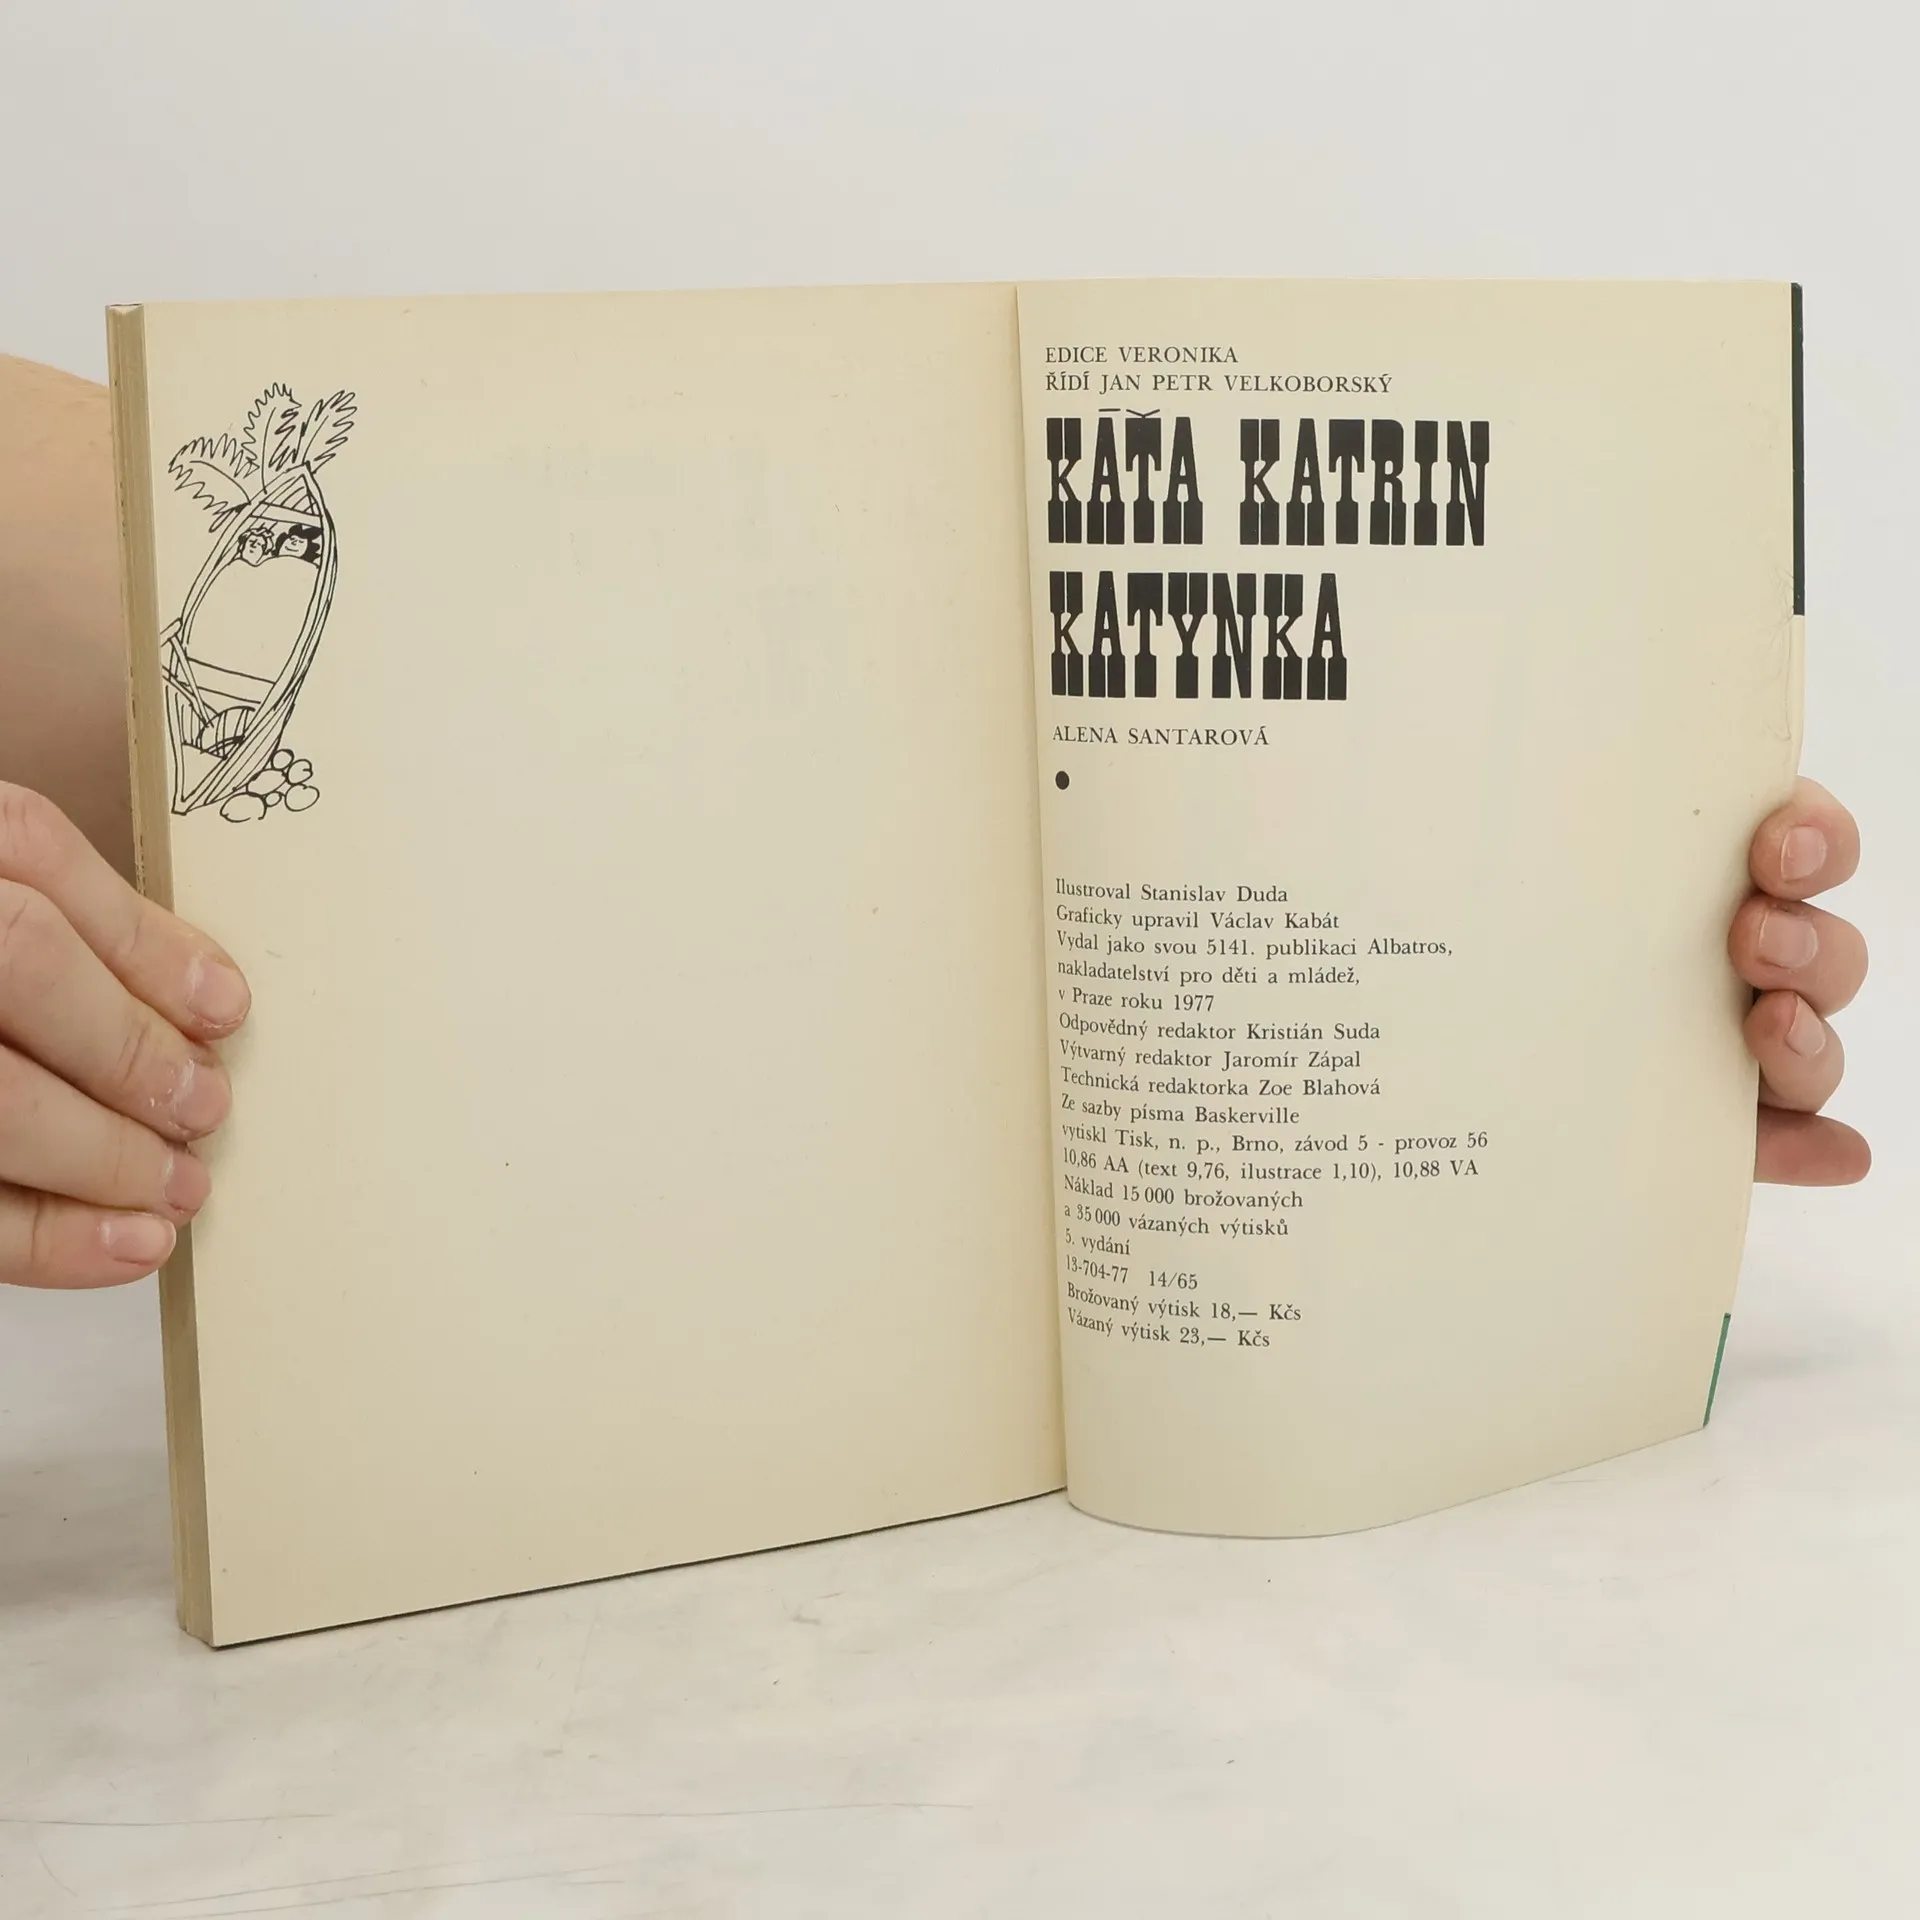 EDICE VERONIKA
ŘÍDÍ JAN PETR VELKOBORSKÝ
KÁŤA KATRIN
KATYNKA
ALENA SANTAROVÁ
●
Ilustroval Stanislav Duda
Graficky upravil Václav Kabát
Vydal jako svou 5141. publikaci Albatros,
nakladatelství pro děti a mládež,
v Praze roku 1977
Odpovědný redaktor Kristián Suda
Výtvarný redaktor Jaromír Zápal
Technická redaktorka Zoe Blahová
Ze sazby písma Baskerville
vytiskl Tisk, n. p., Brno, závod 5 - provoz 56
10,86 AA (text 9,76, ilustrace 1,10), 10,88 VA
Náklad 15 000 brožovaných
a 35 000 vázaných výtisků
5. vydání
13-704-77 14/65
Brožovaný výtisk 18,— Kčs
Vázaný výtisk 23,— Kčs